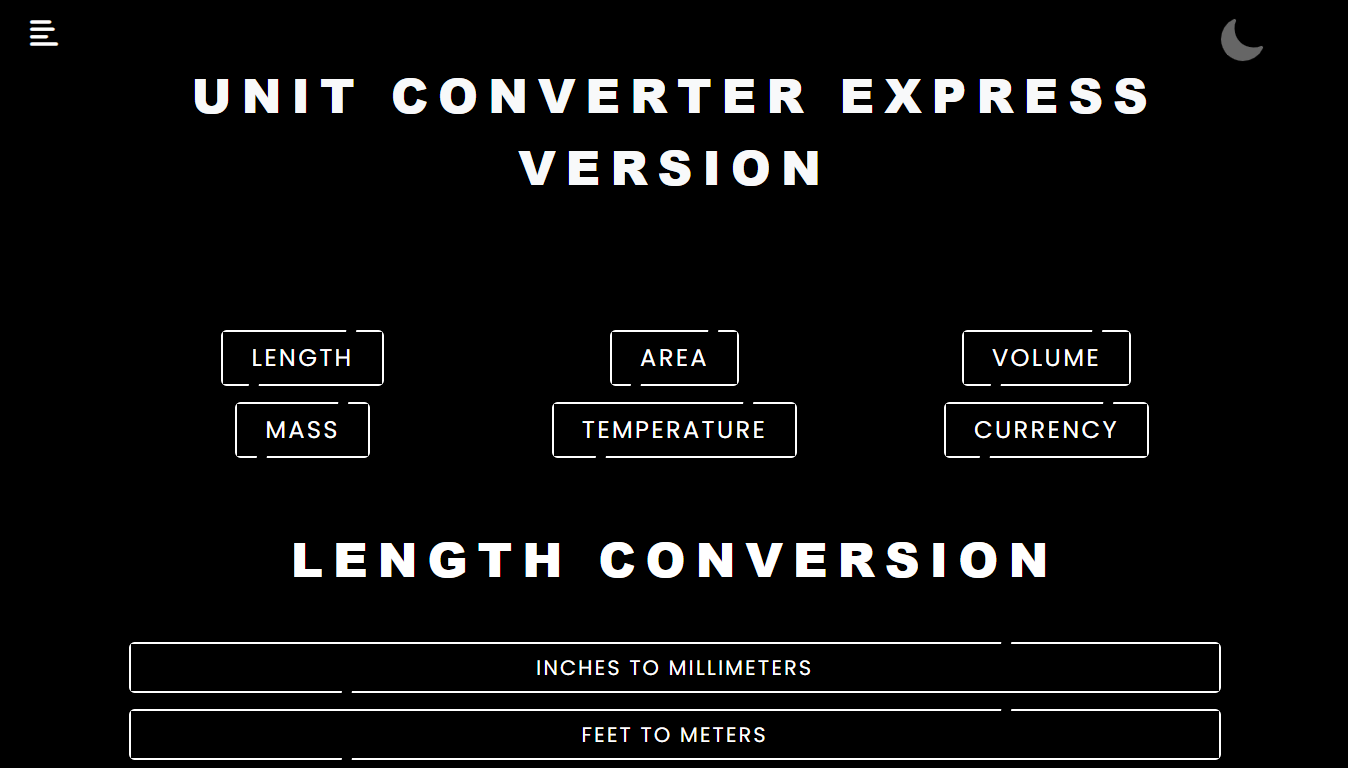 UNIT CONVERTER EXPRESS
VERSION
LENGTH
AREA
VOLUME
MASS
TEMPERATURE
CURRENCY
LENGTH CONVERSION
INCHES TO MILLIMETERS
FEET TO METERS